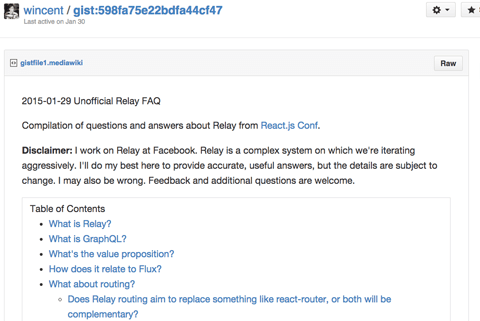 wincent / gist:598fa75e22bdfa44cf47
Last active on Jan 30
gistfile1.mediawiki
Raw
2015-01-29 Unofficial Relay FAQ
Compilation of questions and answers about Relay from React.js Conf.
Disclaimer: I work on Relay at Facebook. Relay is a complex system on which we're iterating
aggressively. I'll do my best here to provide accurate, useful answers, but the details are subject to
change. I may also be wrong. Feedback and additional questions are welcome.
Table of Contents
What is Relay?
What is GraphQL?
What's the value proposition?
How does it relate to Flux?
What about routing?
Does Relay routing aim to replace something like react-router, or both will be
complementary?